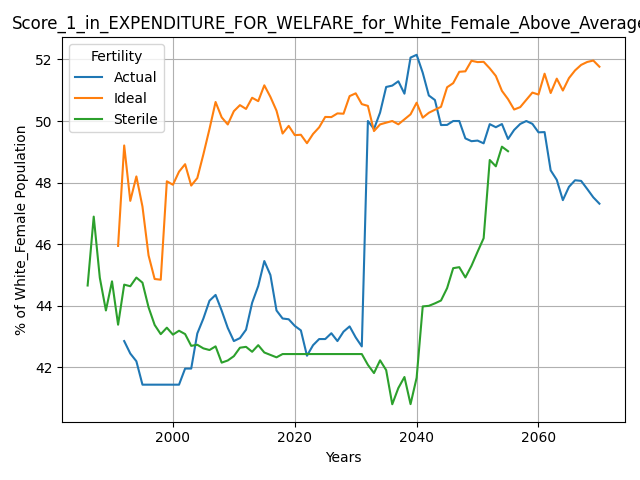 Score_1_in_EXPENDITURE_FOR_WELFARE_for_White_Female_Above_Average
Fertility
Actual
Ideal
Sterile
% of White_Female Population
52
50
48
46
44
42
2000
2020
2040
2060
Years